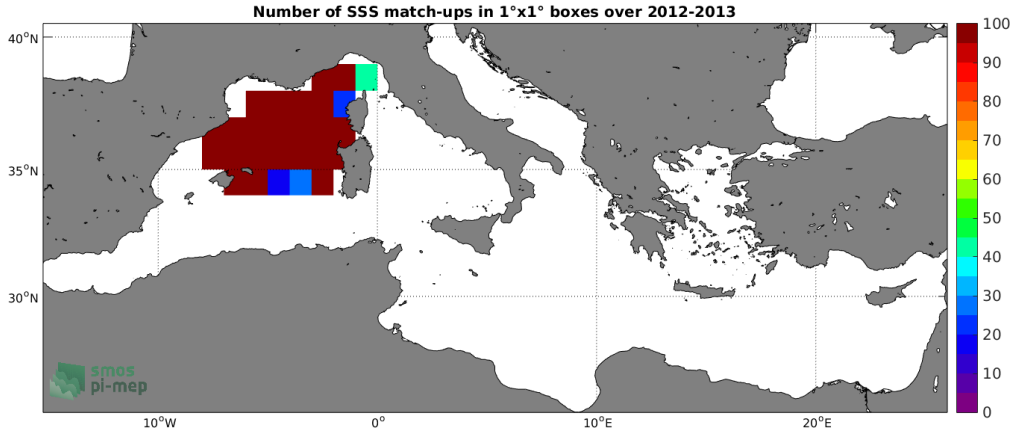 Number of SSS match-ups in 1°x1° boxes over 2012-2013
40°N
35°N
30°N
10°W
0°
10°E
20°E
100
90
80
70
60
50
40
30
20
10
0
smos
pi-mep